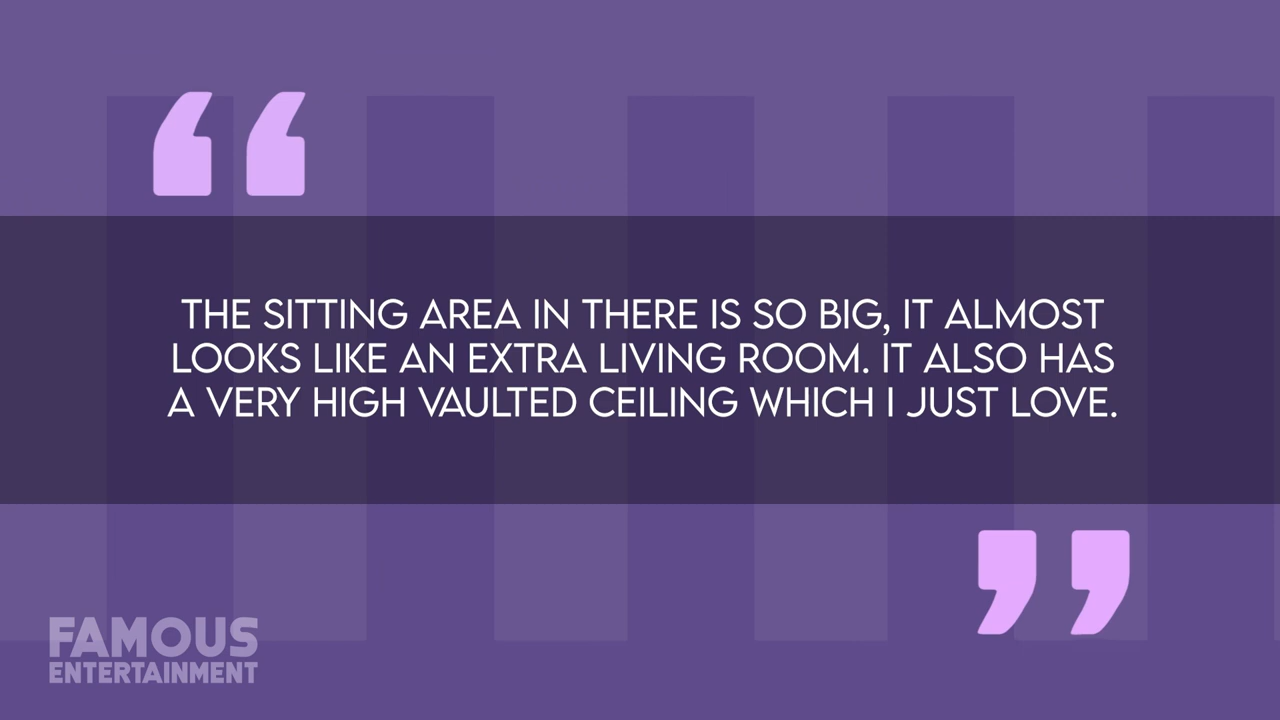 THE SITTING AREA IN THERE IS SO BIG, IT ALMOST
LOOKS LIKE AN EXTRA LIVING ROOM. IT ALSO HAS
A VERY HIGH VAULTED CEILING WHICH I JUST LOVE.
FAMOUS
ENTERTAINMENT